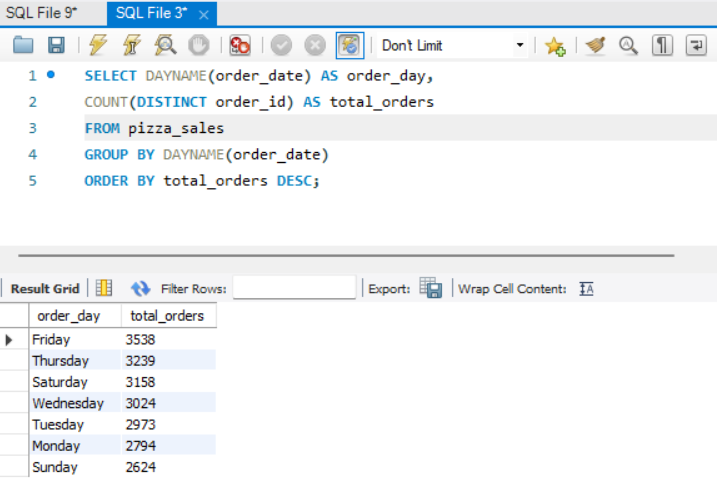 SQL File 9* SQL File 3* ×
Don't Limit
1 SELECT DAYNAME(order_date) AS order_day,
2 COUNT(DISTINCT order_id) AS total_orders
3 FROM pizza_sales
4 GROUP BY DAYNAME(order_date)
5 ORDER BY total_orders DESC;
Result Grid Filter Rows: Export: Wrap Cell Content: IA
order_day total_orders
Friday 3538
Thursday 3239
Saturday 3158
Wednesday 3024
Tuesday 2973
Monday 2794
Sunday 2624